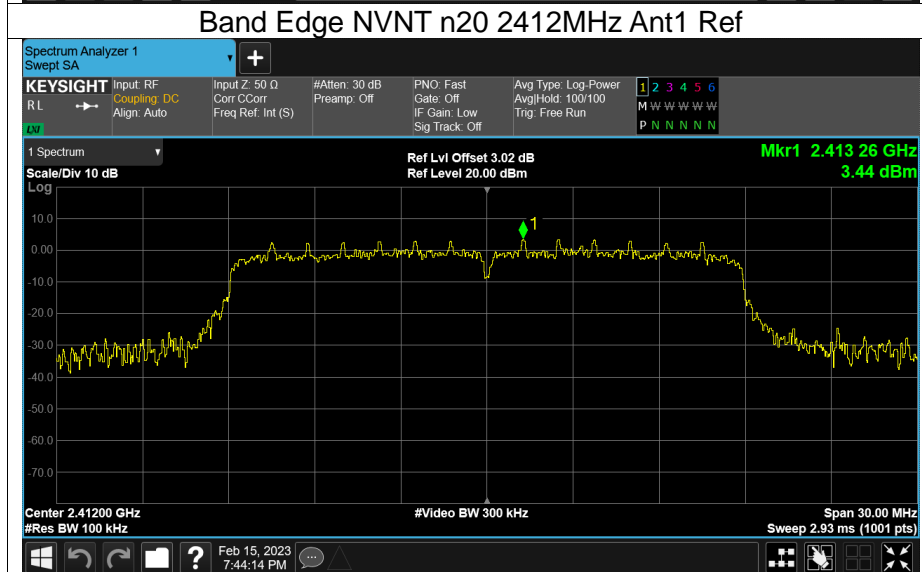 Band Edge NVNT n20 2412MHz Ant1 Ref
Spectrum Analyzer 1
Swept SA
+
KEYSIGHT Input: RF Input Z: 50 Ω #Atten: 30 dB PNO: Fast Avg Type: Log-Power 1 2 3 4 5 6
R L Coupling: DC Corr CCorr Preamp: Off Gate: Off Avg|Hold: 100/100 M W W W W W
Align: Auto Freq Ref: Int (S) IF Gain: Low Trig: Free Run
LXI Sig Track: Off P N N N N N
1 Spectrum Ref Lvl Offset 3.02 dB Mkr1 2.413 26 GHz
Scale/Div 10 dB Ref Level 20.00 dBm 3.44 dBm
Log
10.0
1
0.00
-10.0
-20.0
-30.0
-40.0
-50.0
-60.0
-70.0
Center 2.41200 GHz #Video BW 300 kHz Span 30.00 MHz
#Res BW 100 kHz Sweep 2.93 ms (1001 pts)
? Feb 15, 2023
7:44:14 PM